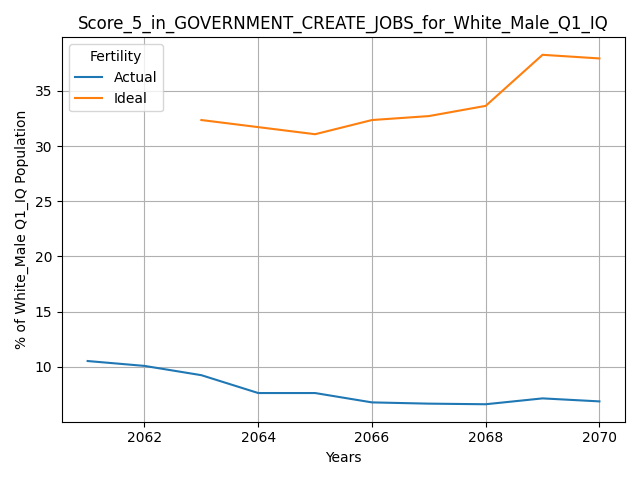 Score_5_in_GOVERNMENT_CREATE_JOBS_for_White_Male_Q1_IQ
Fertility
Actual
Ideal
% of White_Male Q1_IQ Population
35
30
25
20
15
10
2062
2064
2066
2068
2070
Years